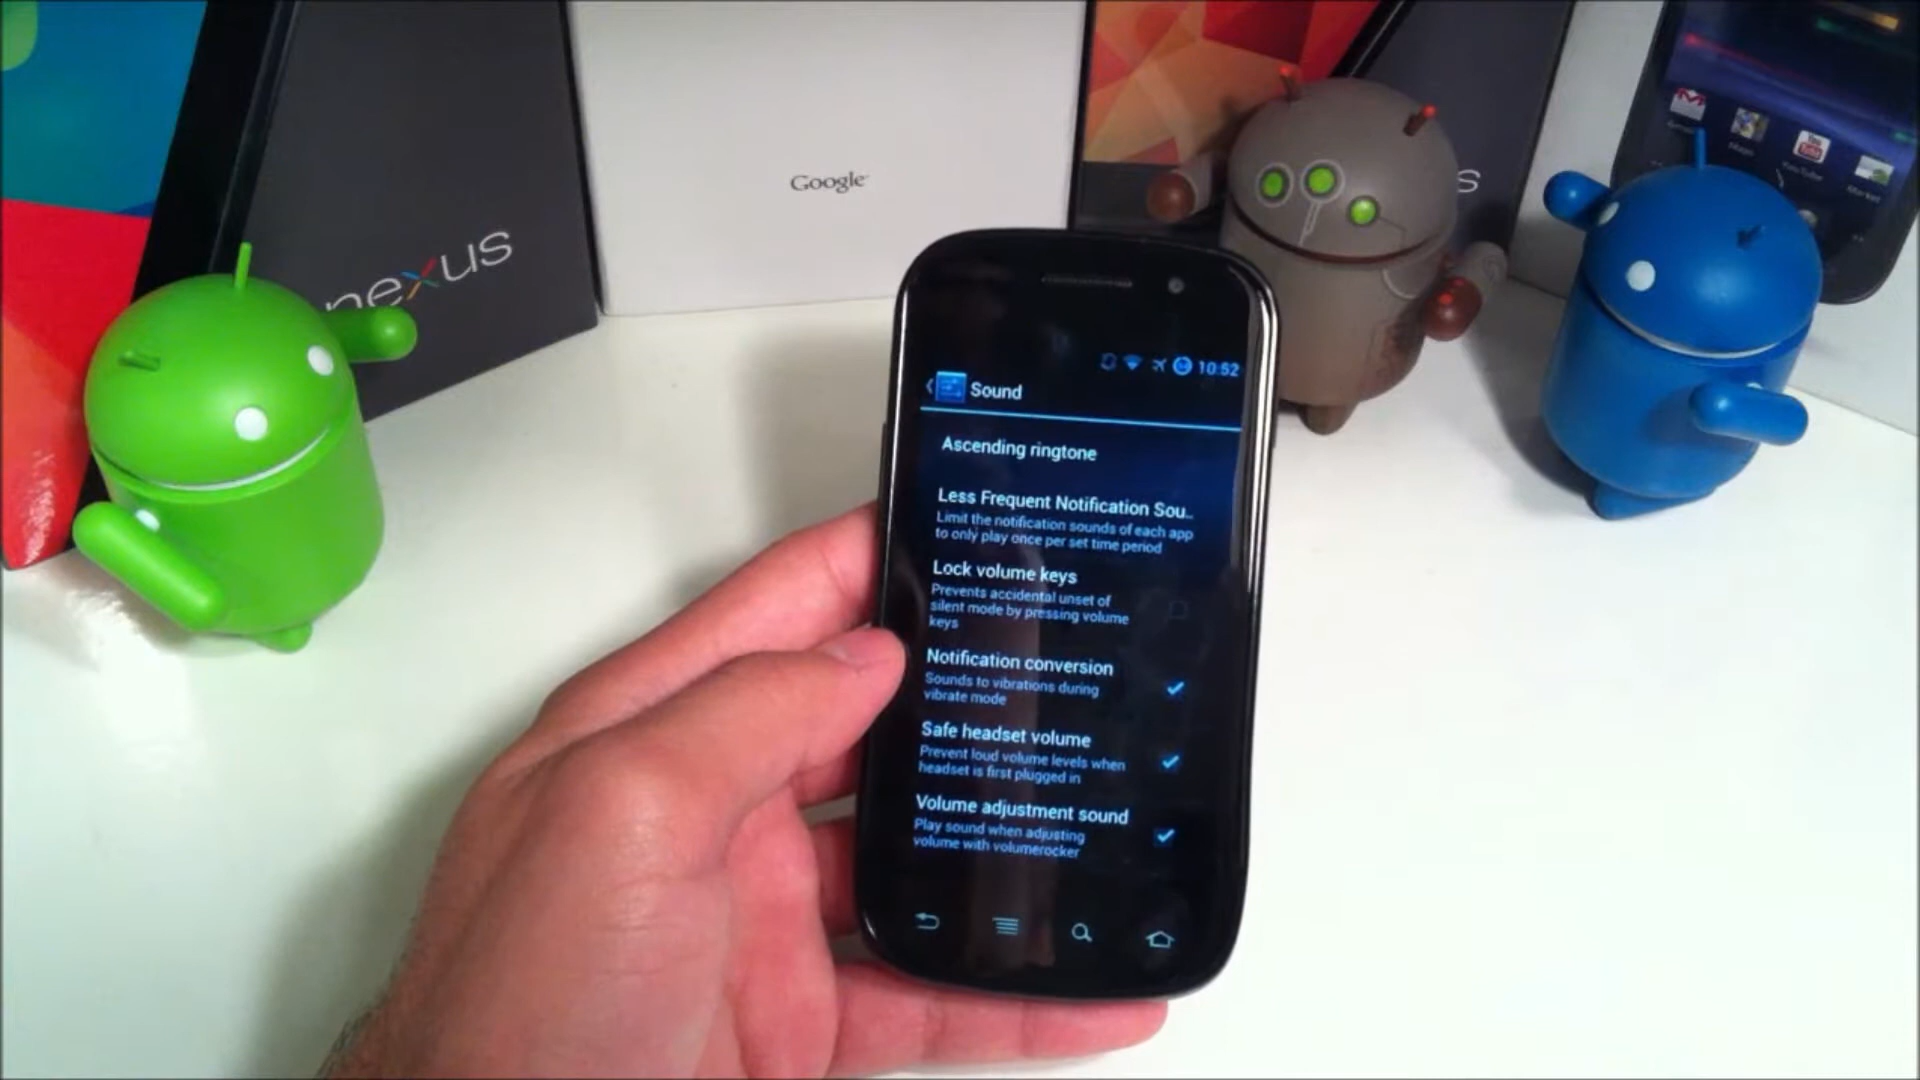 Google
nexus
s
10:52
Sound
Ascending ringtone
Less Frequent Notification Sou..
Limit the notification sounds of each app
to only play once per set time period
Lock volume keys
Prevents accidental unset of
silent mode by pressing volume
keys
Notification conversion
Sounds to vibrations during
vibrate mode
Safe headset volume
Prevent loud volume levels when
headset is first plugged in
Volume adjustment sound
Play sound when adjusting
volume with volumerocker